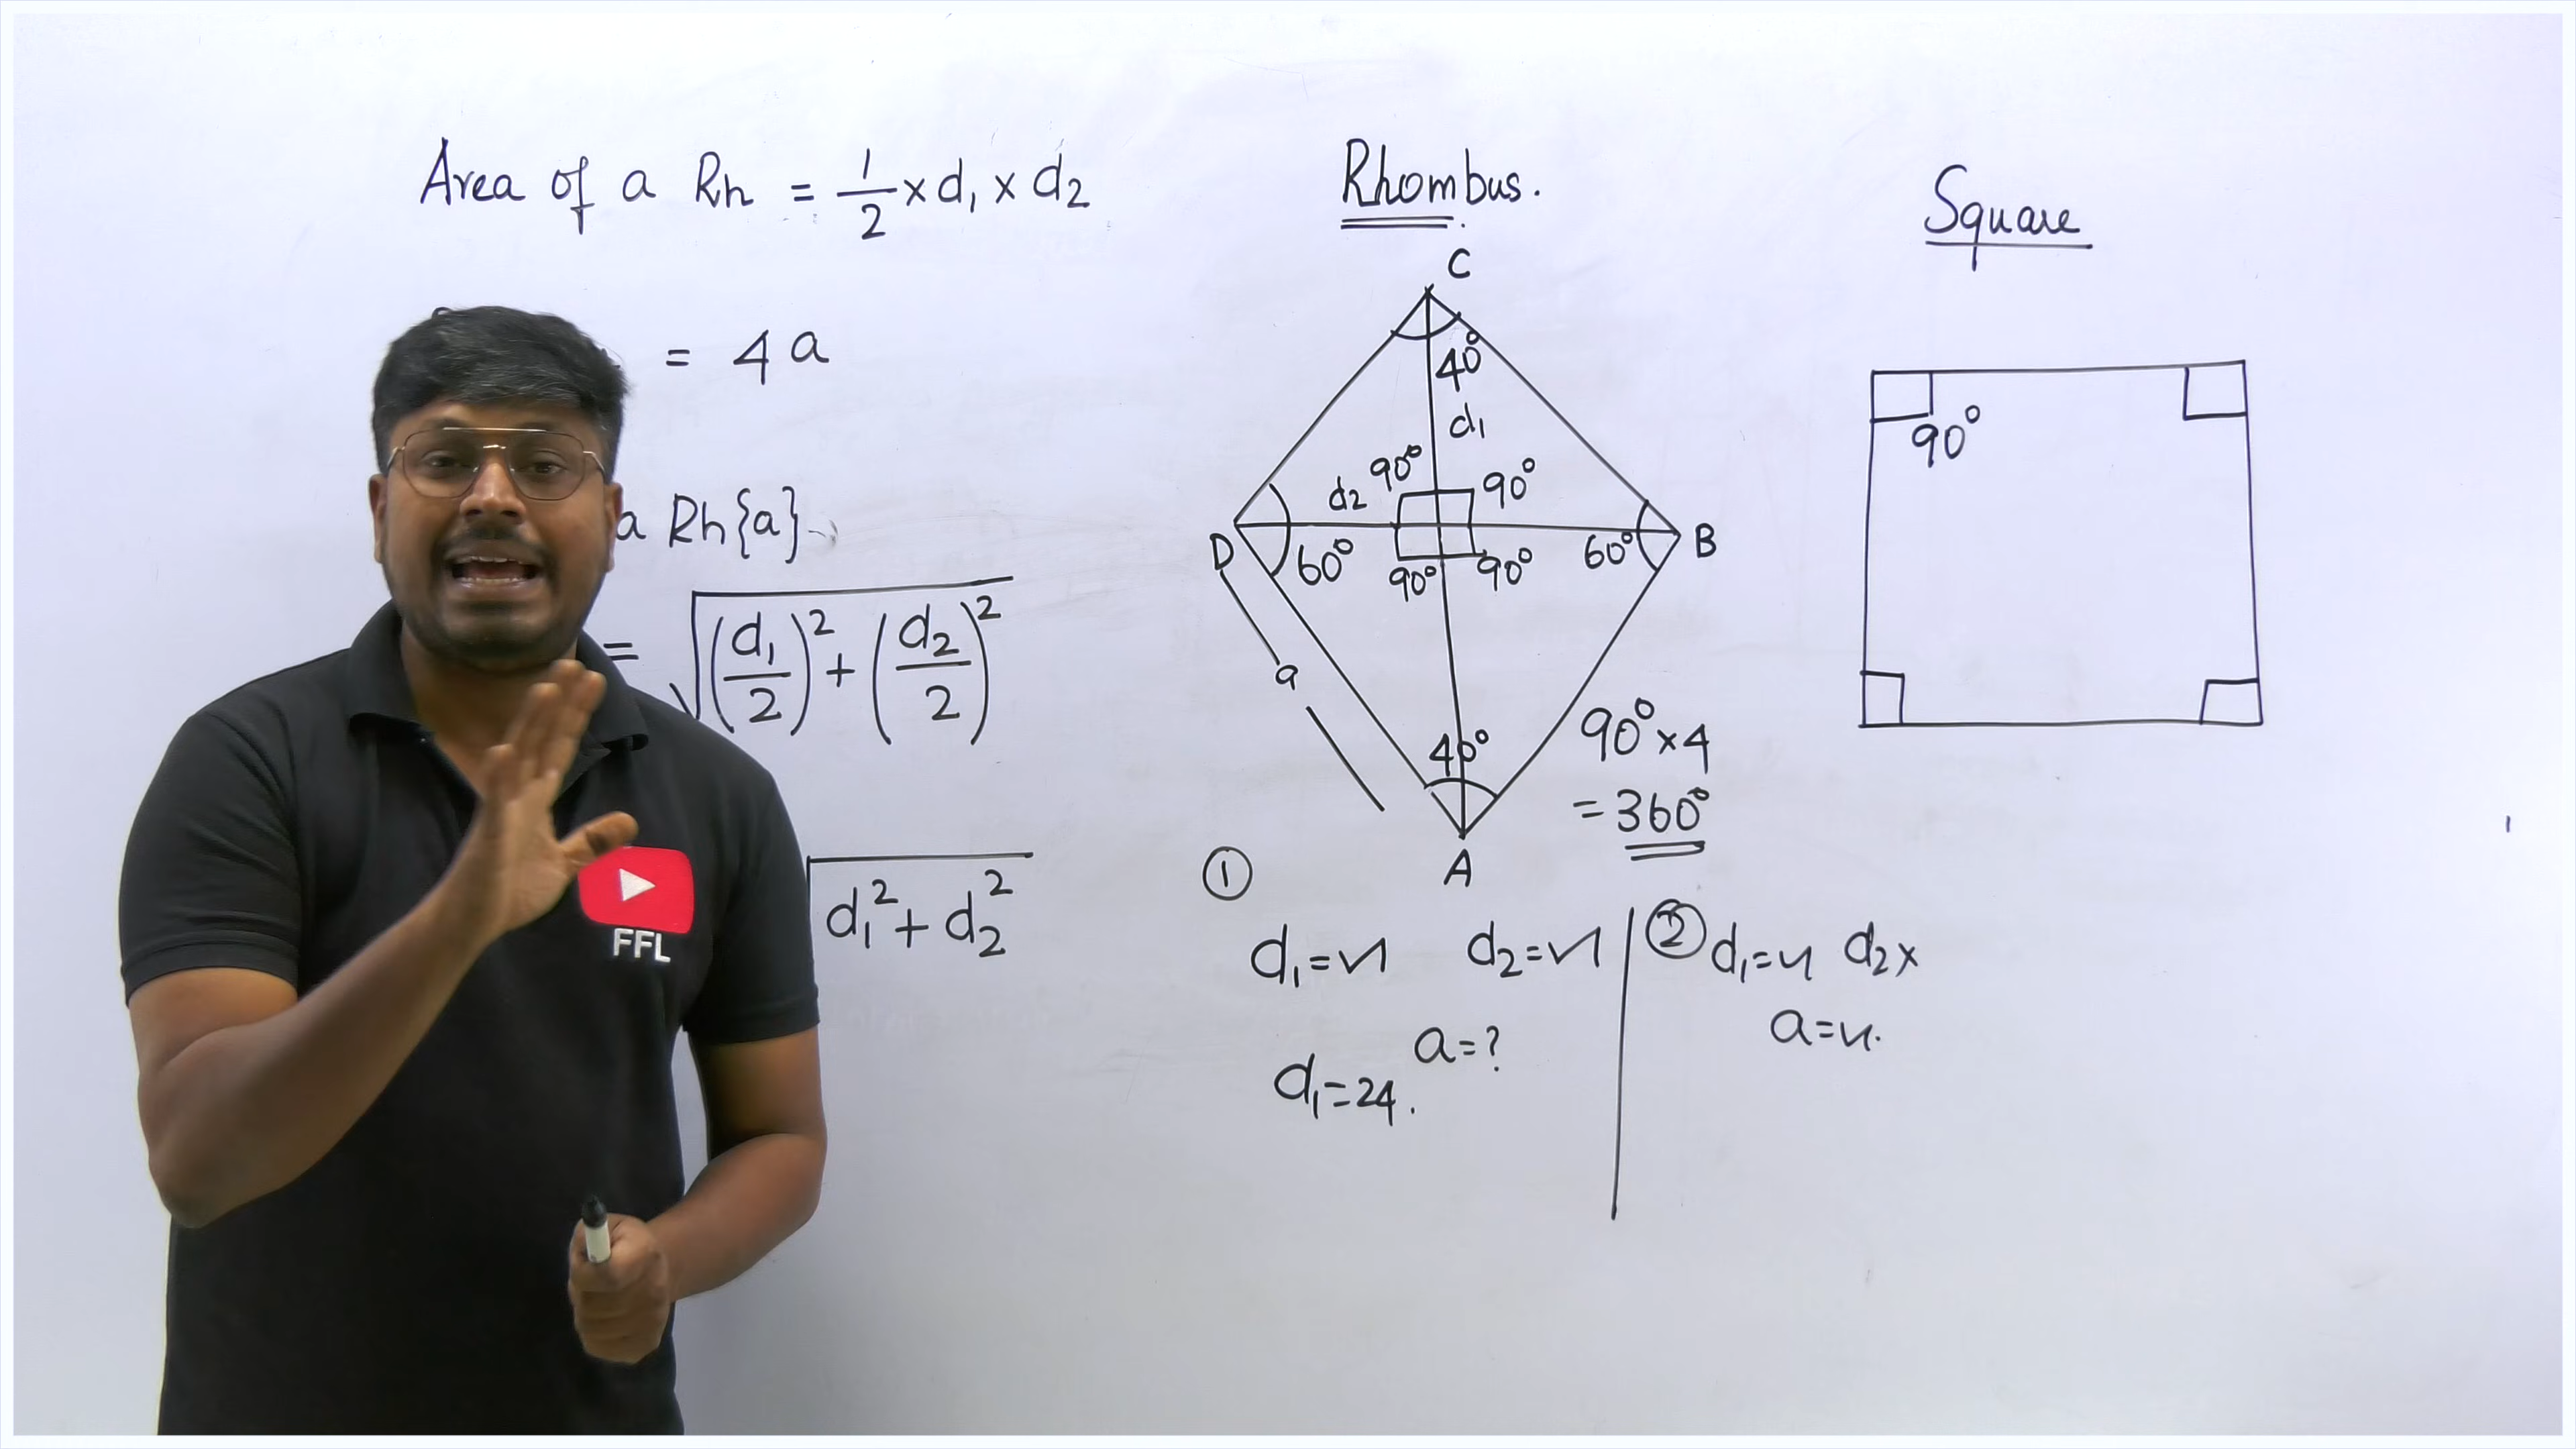 Area of a Rh = 1/2 × d₁ × d₂
= 4a
a Rh{a}
= √((d₁/2)² + (d₂/2)²)
√(d₁² + d₂²)
FFL
Rhombus.
C
40°
d₁
90°
90°
d₂
D
60°
90°
90°
60°
B
a
40°
A
90° × 4
= 360°
①
d₁ = ✓ d₂ = ✓
a = ?
d₁ = 24.
② d₁ = ✓ d₂ ×
a = ✓.
Square
90°